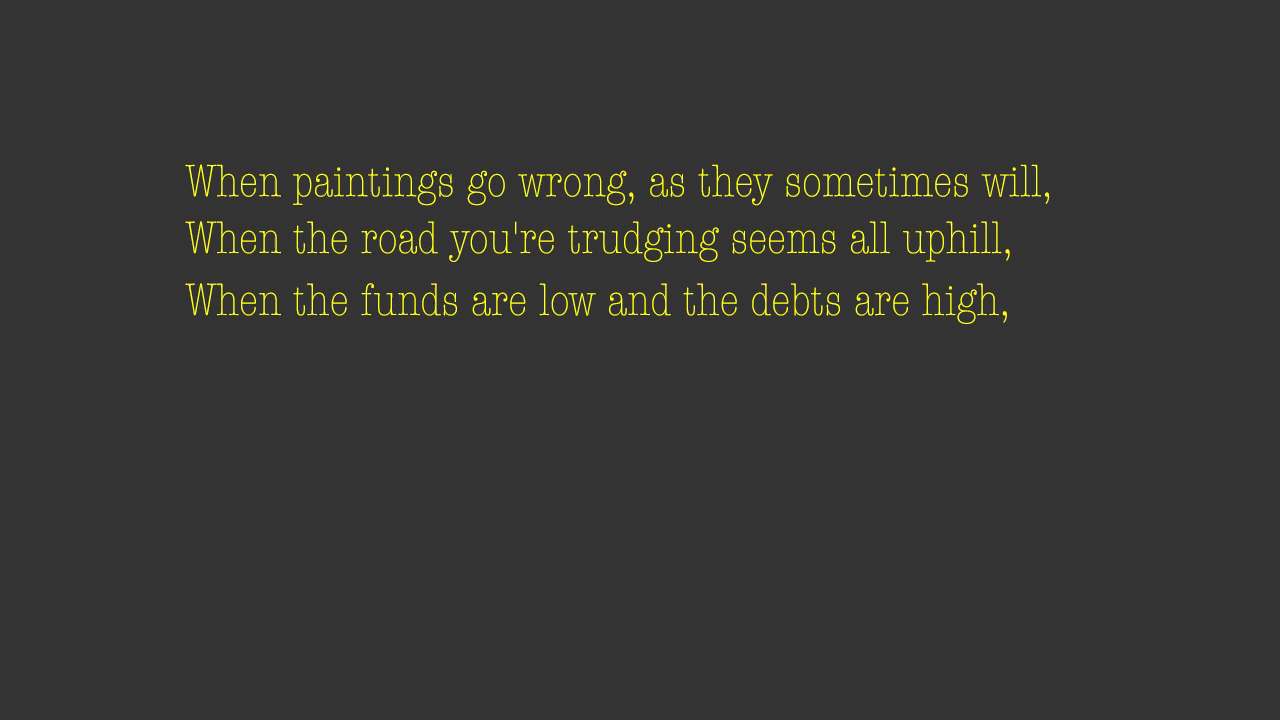 When paintings go wrong, as they sometimes will,
When the road you're trudging seems all uphill,
When the funds are low and the debts are high,